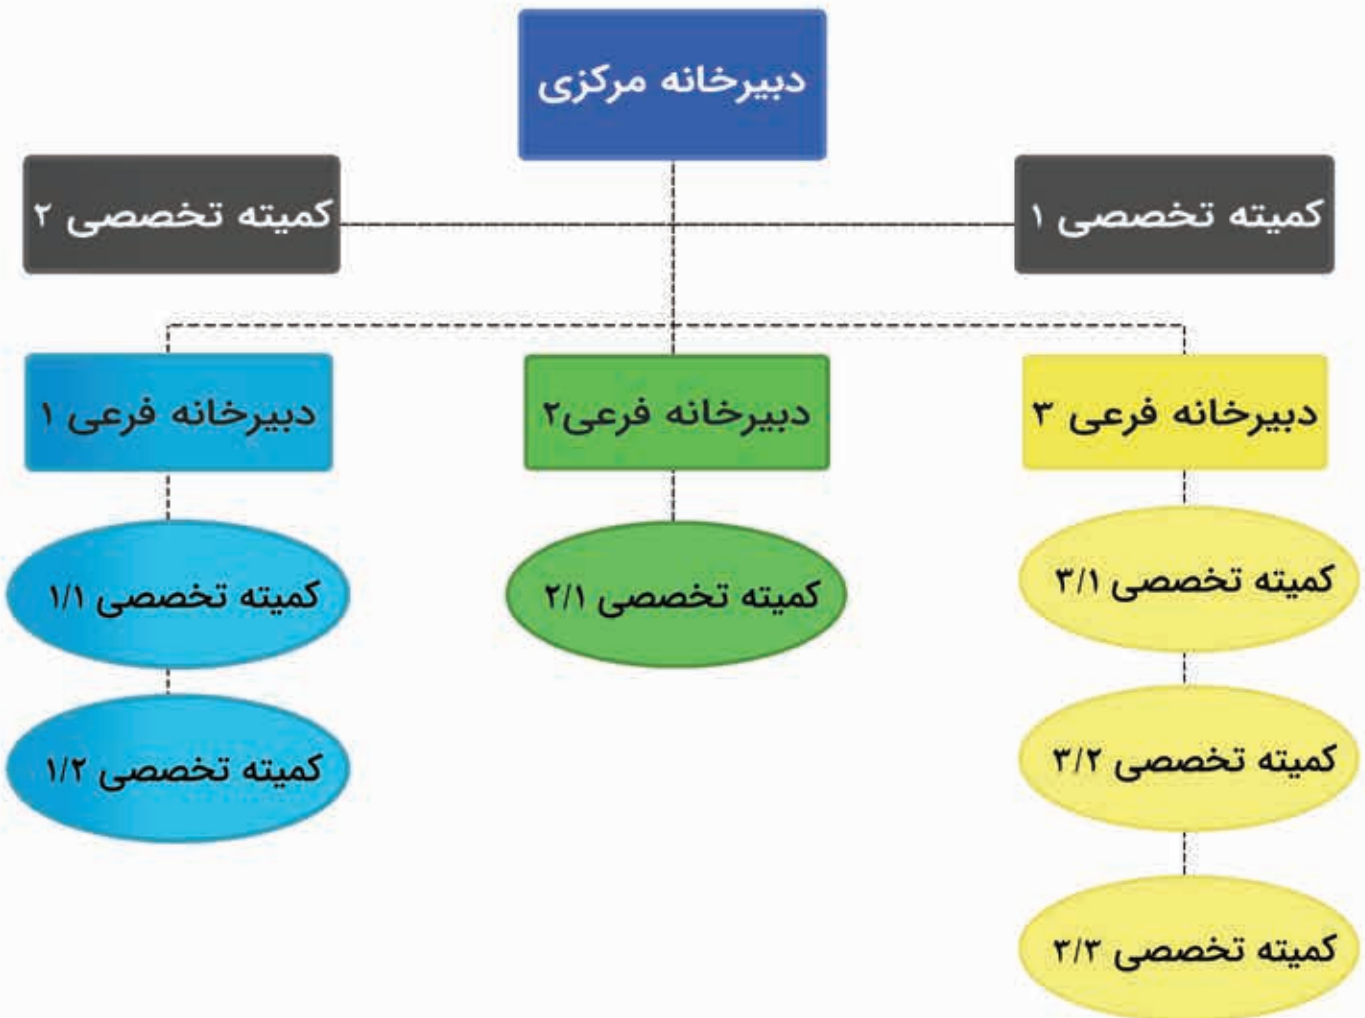 دبیرخانه مرکزی
کمیته تخصصی ۱
کمیته تخصصی ۲
دبیرخانه فرعی ۳
دبیرخانه فرعی۲
دبیرخانه فرعی ۱
کمیته تخصصی ۳/۱
کمیته تخصصی ۲/۱
کمیته تخصصی ۱/۱
کمیته تخصصی ۳/۲
کمیته تخصصی ۱/۲
کمیته تخصصی ۳/۳